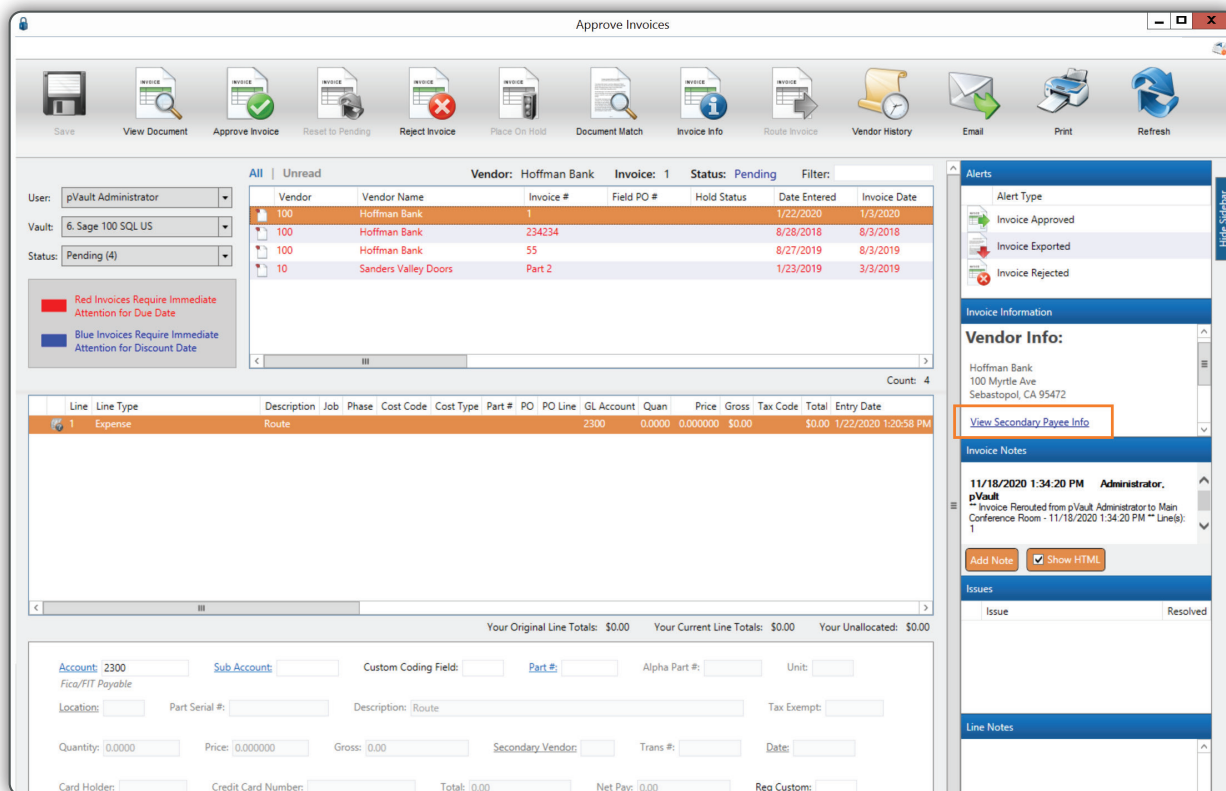 Approve Invoices
Save View Document Approve Invoice Reset to Pending Reject Invoice Place On Hold Document Match Invoice Info Route Invoice Vendor History Email Print Refresh
Hide Sidebar
User: pVault Administrator
Vault: 6. Sage 100 SQL US
Status: Pending (4)
Red Invoices Require Immediate
Attention for Due Date
Blue Invoices Require Immediate
Attention for Discount Date
All | Unread Vendor: Hoffman Bank Invoice: 1 Status: Pending Filter:
Vendor Vendor Name Invoice # Field PO # Hold Status Date Entered Invoice Date
100 Hoffman Bank 1 1/22/2020 1/3/2020
100 Hoffman Bank 234234 8/28/2018 8/3/2018
100 Hoffman Bank 55 8/27/2019 8/3/2019
10 Sanders Valley Doors Part 2 1/23/2019 3/3/2019
Count: 4
Line Line Type Description Job Phase Cost Code Cost Type Part # PO PO Line GL Account Quan Price Gross Tax Code Total Entry Date
1 Expense Route 2300 0.0000 0.000000 $0.00 $0.00 1/22/2020 1:20:58 PM
Your Original Line Totals: $0.00 Your Current Line Totals: $0.00 Your Unallocated: $0.00
Account: 2300 Sub Account: Custom Coding Field: Part #: Alpha Part #: Unit:
Fica/FIT Payable
Location: Part Serial #: Description: Route Tax Exempt:
Quantity: 0.0000 Price: 0.000000 Gross: 0.00 Secondary Vendor: Trans #: Date:
Card Holder: Credit Card Number: Total: 0.00 Net Pay: 0.00 Req Custom:
Alerts
Alert Type
Invoice Approved
Invoice Exported
Invoice Rejected
Invoice Information
Vendor Info:
Hoffman Bank
100 Myrtle Ave
Sebastopol, CA 95472
View Secondary Payee Info
Invoice Notes
11/18/2020 1:34:20 PM Administrator,
pVault
** Invoice Rerouted from pVault Administrator to Main
Conference Room - 11/18/2020 1:34:20 PM ** Line(s):
1
Add Note Show HTML
Issues
Issue Resolved
Line Notes